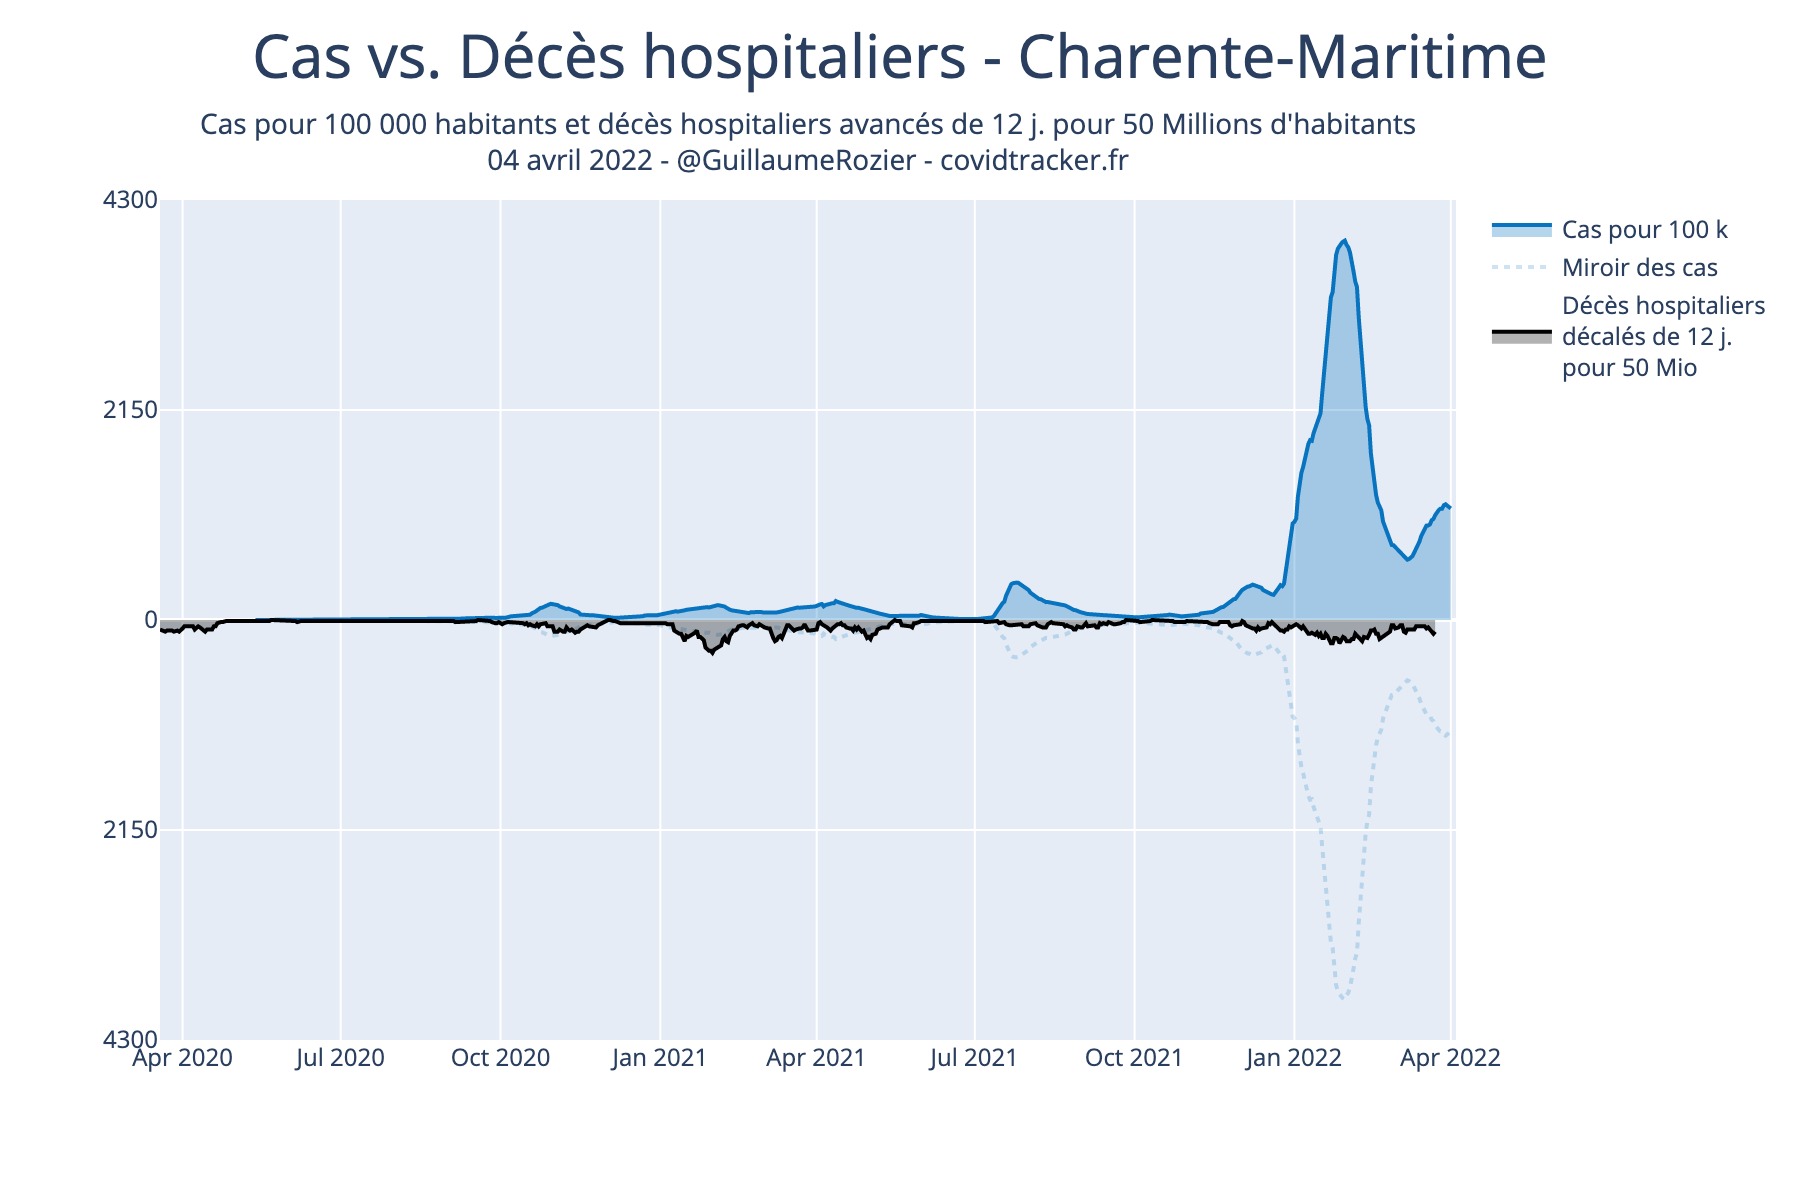 Cas vs. Décès hospitaliers - Charente-Maritime
Cas pour 100 000 habitants et décès hospitaliers avancés de 12 j. pour 50 Millions d'habitants
04 avril 2022 - @GuillaumeRozier - covidtracker.fr
4300
2150
0
2150
4300
Apr 2020
Jul 2020
Oct 2020
Jan 2021
Apr 2021
Jul 2021
Oct 2021
Jan 2022
Apr 2022
Cas pour 100 k
Miroir des cas
Décès hospitaliers
décalés de 12 j.
pour 50 Mio